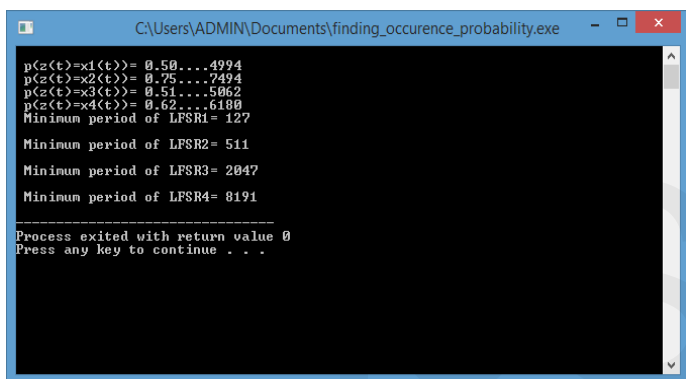 C:\Users\ADMIN\Documents\finding_occurence_probability.exe
p(z(t)=x1(t))= 0.50....4994
p(z(t)=x2(t))= 0.75....7494
p(z(t)=x3(t))= 0.51....5062
p(z(t)=x4(t))= 0.62....6180
Minimum period of LFSR1= 127
Minimum period of LFSR2= 511
Minimum period of LFSR3= 2047
Minimum period of LFSR4= 8191
--------------------------------
Process exited with return value 0
Press any key to continue . . .